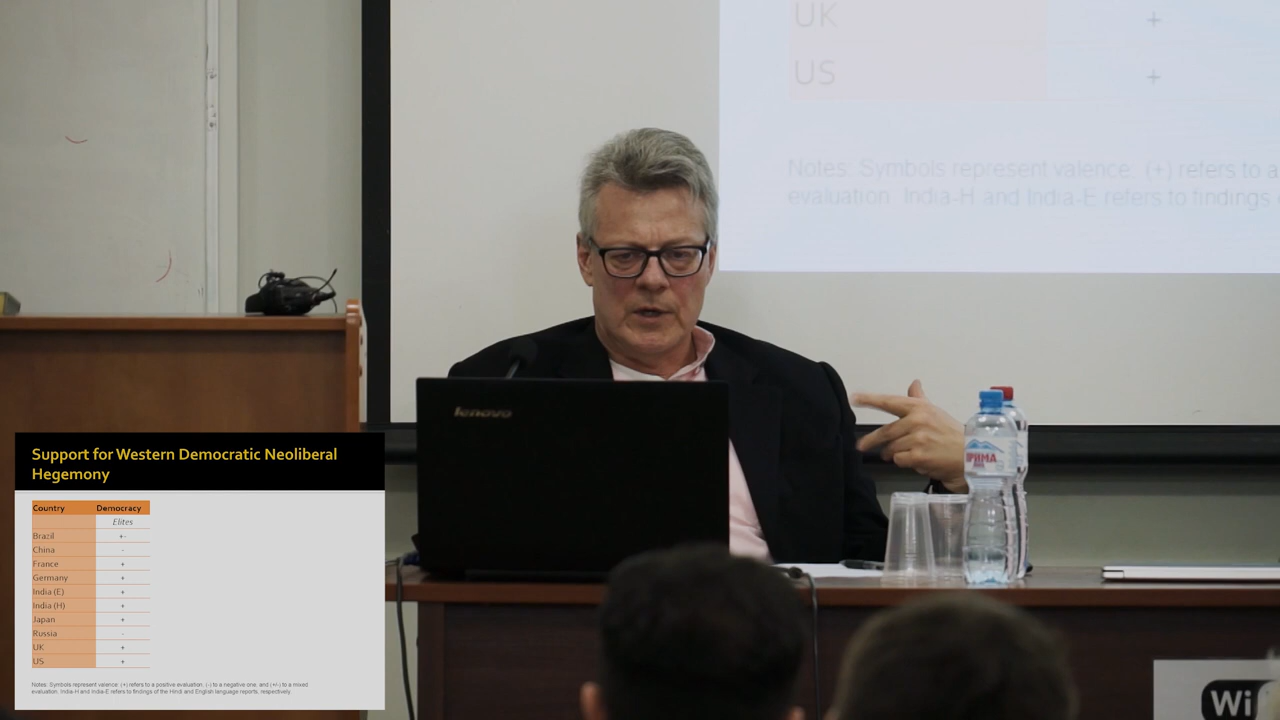 UK +
US +
Notes: Symbols represent valence: (+) refers to a
evaluation. India-H and India-E refers to findings
lenovo
ПРИМА
Support for Western Democratic Neoliberal
Hegemony
Country Democracy
Elites
Brazil +-
China -
France +
Germany +
India (E) +
India (H) +
Japan +
Russia -
UK +
US +
Notes: Symbols represent valence: (+) refers to a positive evaluation, (-) to a negative one, and (+/-) to a mixed
evaluation. India-H and India-E refers to findings of the Hindi and English language reports, respectively.
Wi